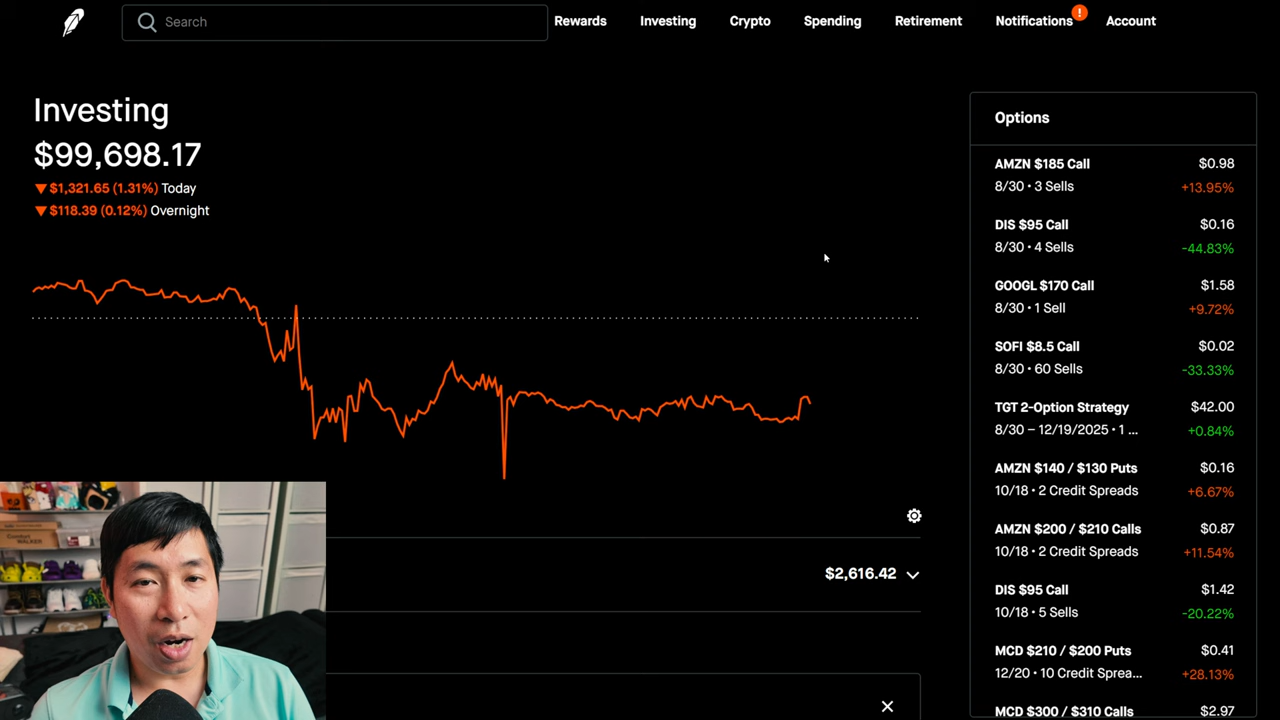 Search
Rewards
Investing
Crypto
Spending
Retirement
Notifications
!
Account
Investing
$99,698.17
▼ $1,321.65 (1.31%) Today
▼ $118.39 (0.12%) Overnight
$2,616.42
Options
AMZN $185 Call $0.98
8/30 • 3 Sells +13.95%
DIS $95 Call $0.16
8/30 • 4 Sells -44.83%
GOOGL $170 Call $1.58
8/30 • 1 Sell +9.72%
SOFI $8.5 Call $0.02
8/30 • 60 Sells -33.33%
TGT 2-Option Strategy $42.00
8/30 – 12/19/2025 • 1 ... +0.84%
AMZN $140 / $130 Puts $0.16
10/18 • 2 Credit Spreads +6.67%
AMZN $200 / $210 Calls $0.87
10/18 • 2 Credit Spreads +11.54%
DIS $95 Call $1.42
10/18 • 5 Sells -20.22%
MCD $210 / $200 Puts $0.41
12/20 • 10 Credit Sprea... +28.13%
MCD $300 / $310 Calls $2.97